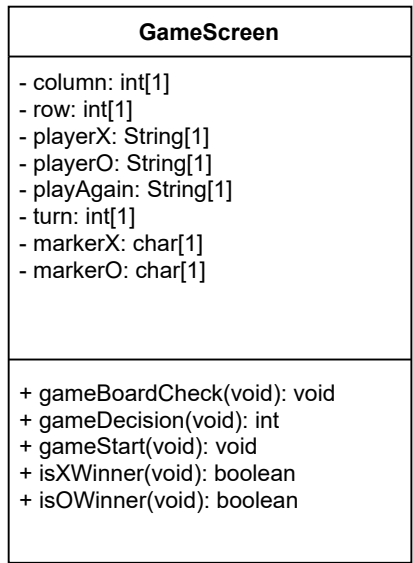 GameScreen
- column: int[1]
- row: int[1]
- playerX: String[1]
- playerO: String[1]
- playAgain: String[1]
- turn: int[1]
- markerX: char[1]
- markerO: char[1]
+ gameBoardCheck(void): void
+ gameDecision(void): int
+ gameStart(void): void
+ isXWinner(void): boolean
+ isOWinner(void): boolean